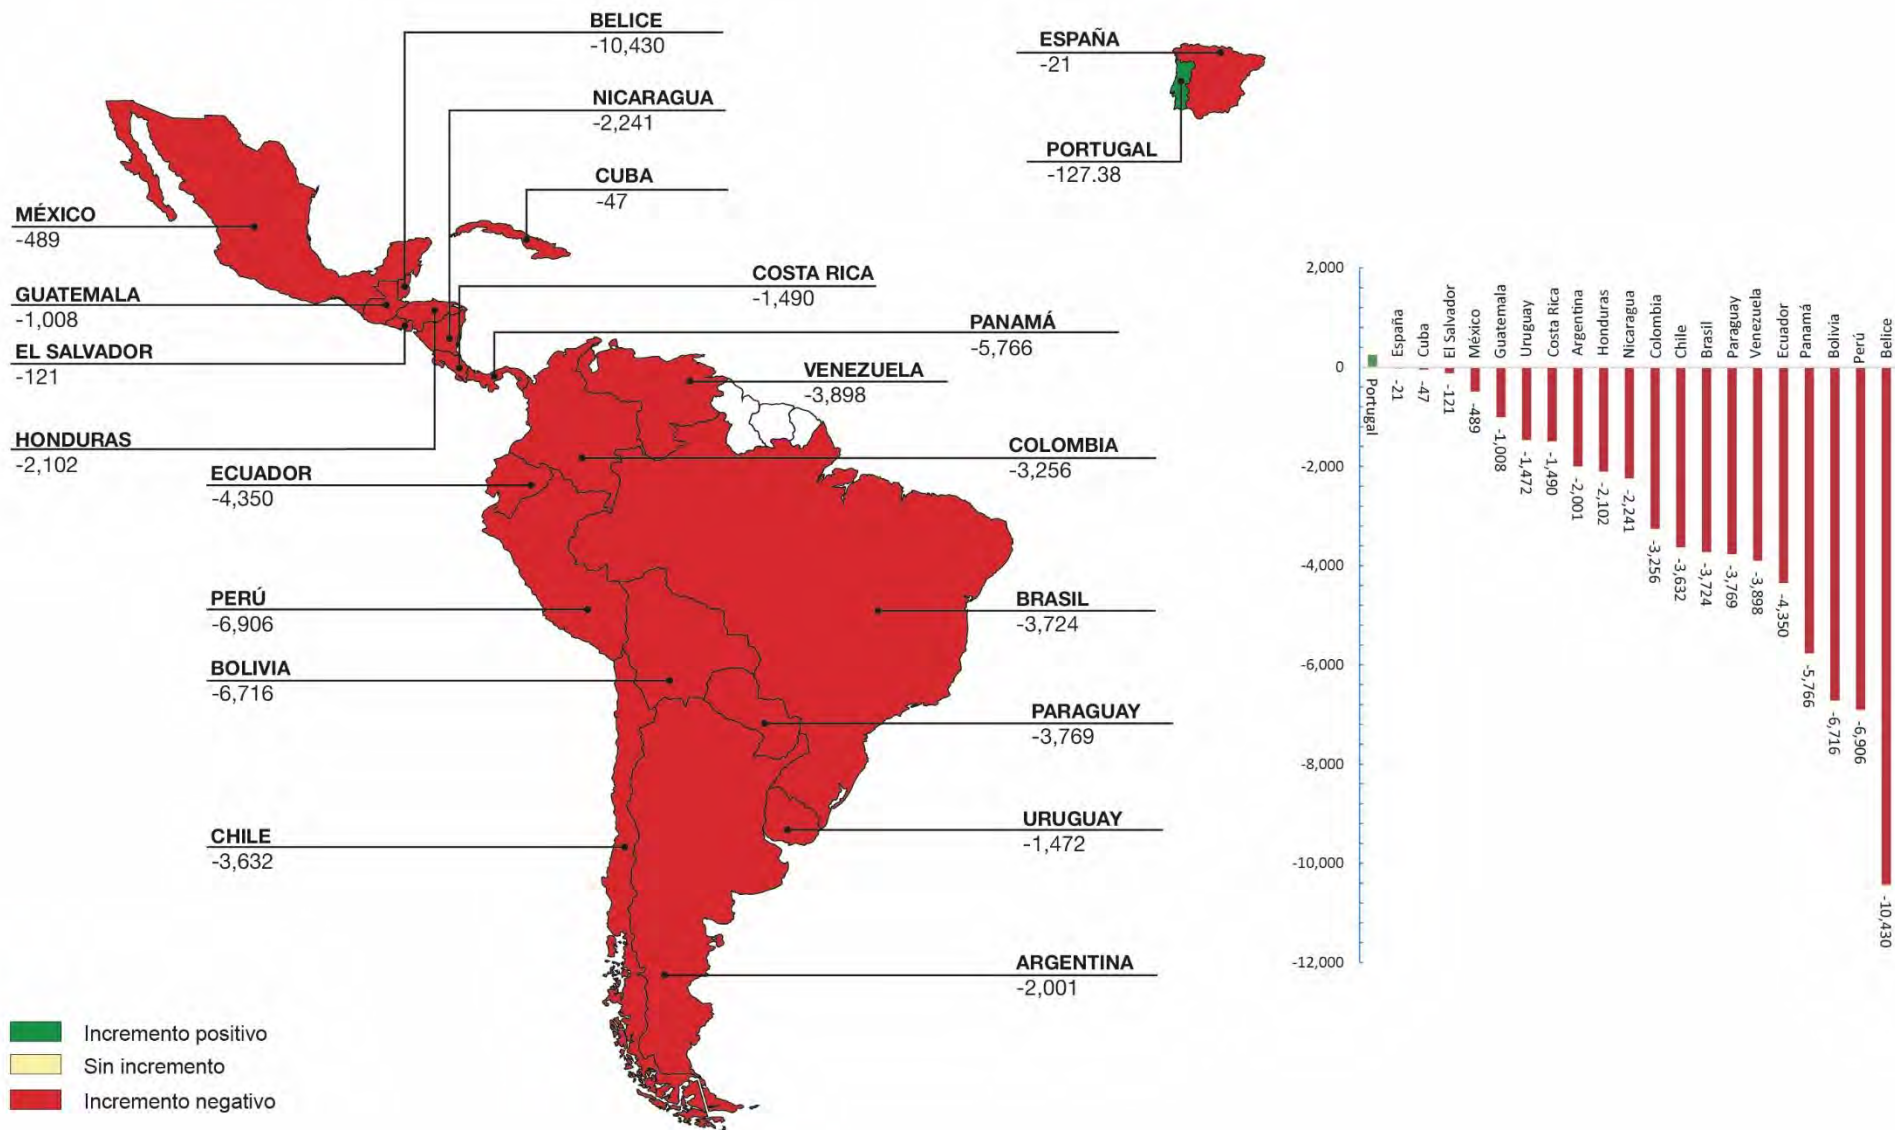 BELICE
-10,430
NICARAGUA
-2,241
CUBA
-47
MÉXICO
-489
GUATEMALA
-1,008
EL SALVADOR
-121
HONDURAS
-2,102
COSTA RICA
-1,490
PANAMÁ
-5,766
VENEZUELA
-3,898
COLOMBIA
-3,256
ECUADOR
-4,350
PERÚ
-6,906
BOLIVIA
-6,716
CHILE
-3,632
BRASIL
-3,724
PARAGUAY
-3,769
URUGUAY
-1,472
ARGENTINA
-2,001
ESPAÑA
-21
PORTUGAL
-127.38
Incremento positivo
Sin incremento
Incremento negativo
2,000
0
-2,000
-4,000
-6,000
-8,000
-10,000
-12,000
Portugal
España
Cuba
El Salvador
México
Guatemala
Uruguay
Costa Rica
Argentina
Honduras
Nicaragua
Colombia
Chile
Brasil
Paraguay
Venezuela
Ecuador
Panamá
Bolivia
Perú
Belice
-21
-47
-121
-489
-1,008
-1,472
-1,490
-2,001
-2,102
-2,241
-3,256
-3,632
-3,724
-3,769
-3,898
-4,350
-5,766
-6,716
-6,906
-10,430